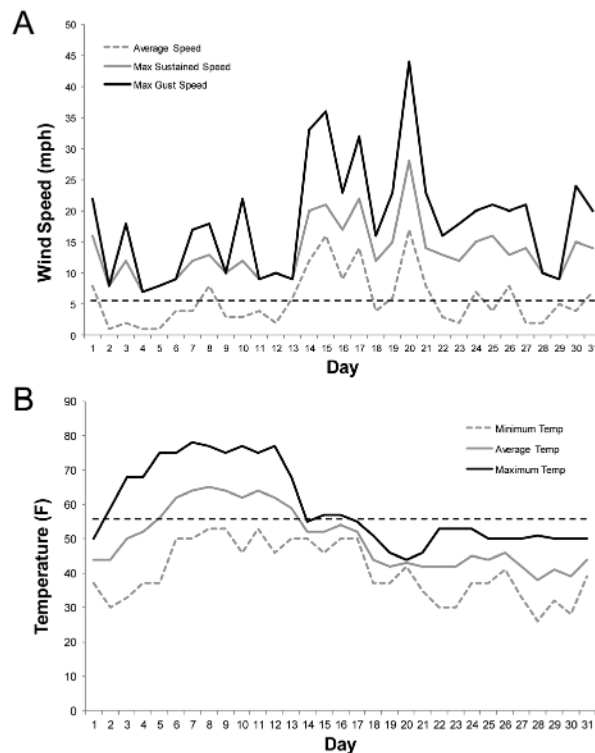 A
50
45
40
35
30
25
20
15
10
5
0
Wind Speed (mph)
Average Speed
Max Sustained Speed
Max Gust Speed
1 2 3 4 5 6 7 8 9 10 11 12 13 14 15 16 17 18 19 20 21 22 23 24 25 26 27 28 29 30 31
Day
B
90
80
70
60
50
40
30
20
10
0
Temperature (F)
Minimum Temp
Average Temp
Maximum Temp
1 2 3 4 5 6 7 8 9 10 11 12 13 14 15 16 17 18 19 20 21 22 23 24 25 26 27 28 29 30 31
Day